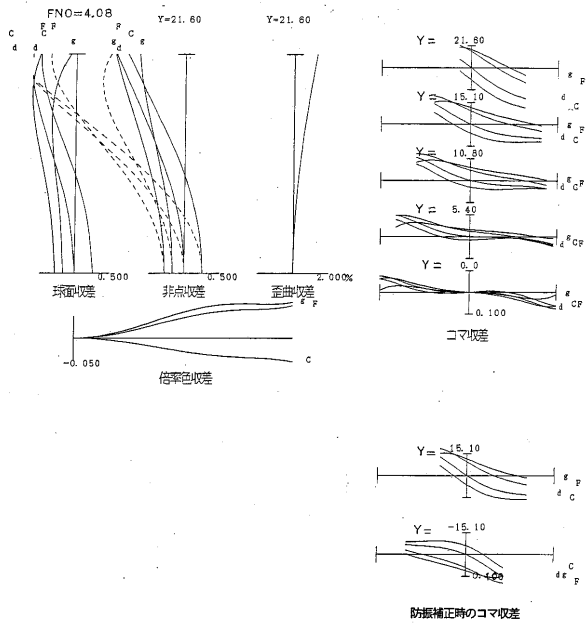 FNO=4.08
Y=21.60
Y=21.60
C F F
C
d d g
g g
d
0.500
球面収差
0.500
非点収差
2.000%
歪曲収差
g F
C
-0.050
倍率色収差
Y= 21.60
g F
d C
Y= 15.10
g F
d C
Y= 10.80
g F
d C
Y= 5.40
g
d C F
Y= 0.0
g
d C F
0.100
コマ収差
Y= 15.10
g F
d C
Y= -15.10
C
d g F
0.100
防振補正時のコマ収差